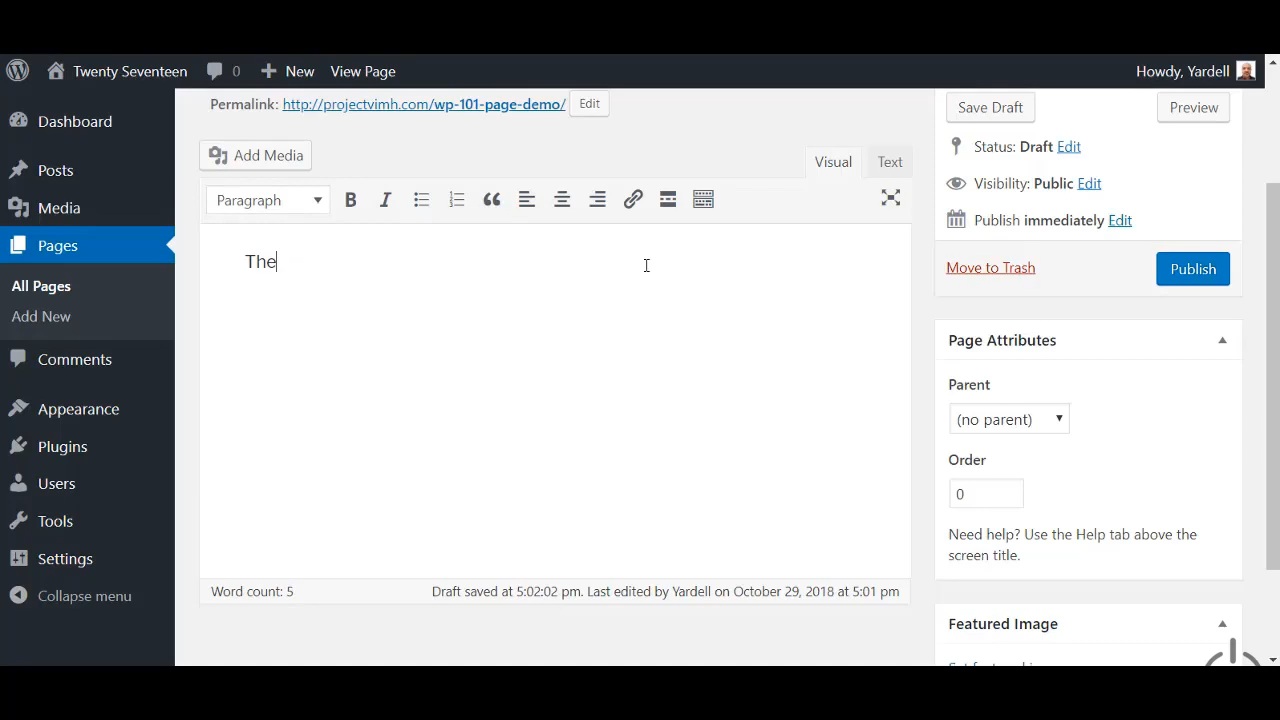 Twenty Seventeen 0 New View Page Howdy, Yardell
Dashboard
Posts
Media
Pages
All Pages
Add New
Comments
Appearance
Plugins
Users
Tools
Settings
Collapse menu
Permalink: http://projectvimh.com/wp-101-page-demo/ Edit
Add Media
Visual Text
Paragraph
The
Word count: 5 Draft saved at 5:02:02 pm. Last edited by Yardell on October 29, 2018 at 5:01 pm
Save Draft Preview
Status: Draft Edit
Visibility: Public Edit
Publish immediately Edit
Move to Trash Publish
Page Attributes
Parent
(no parent)
Order
0
Need help? Use the Help tab above the
screen title.
Featured Image